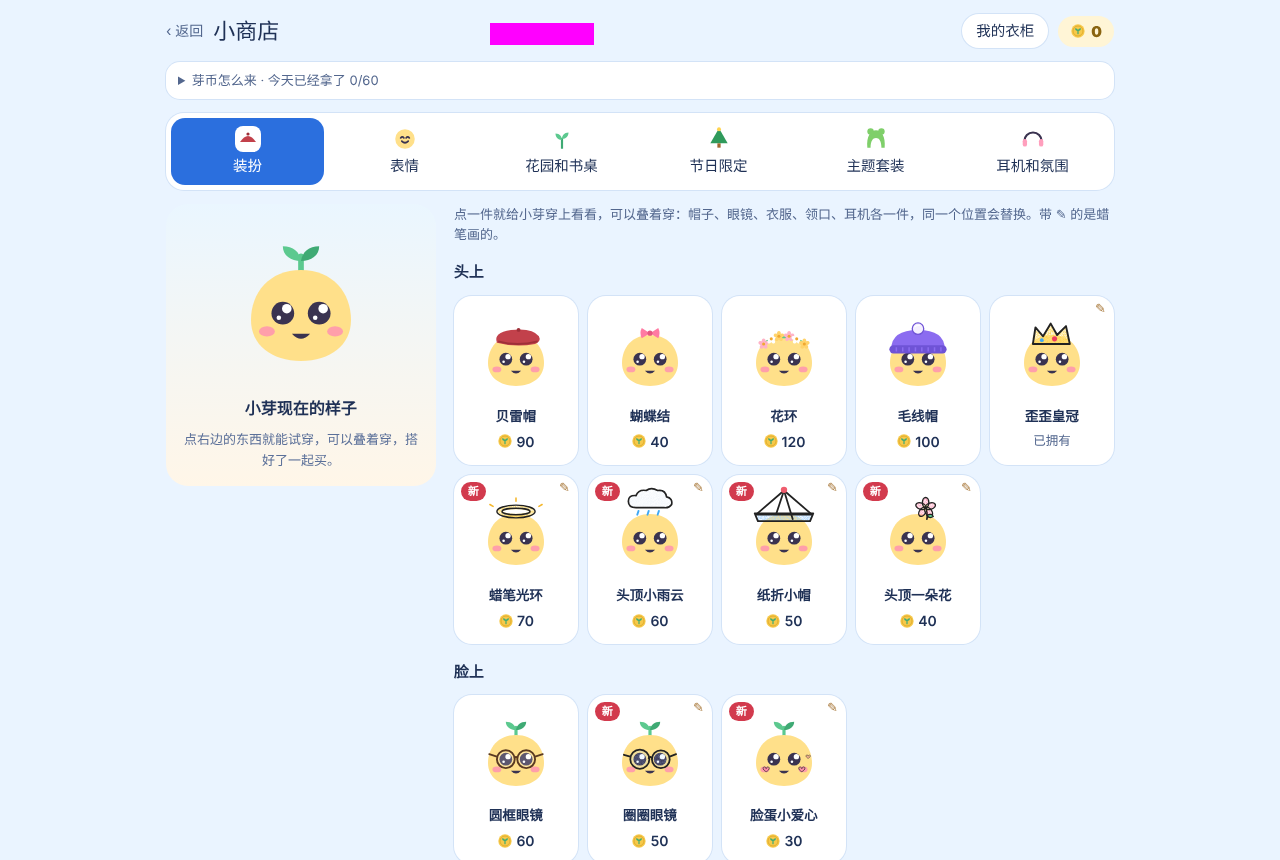 ‹ 返回 小商店
我的衣柜
0
▶ 芽币怎么来 · 今天已经拿了 0/60
装扮
表情
花园和书桌
节日限定
主题套装
耳机和氛围
小芽现在的样子
点右边的东西就能试穿，可以叠着穿，搭
好了一起买。
点一件就给小芽穿上看看，可以叠着穿：帽子、眼镜、衣服、领口、耳机各一件，同一个位置会替换。带 ✎ 的是蜡
笔画的。
头上
✎
贝雷帽
90
蝴蝶结
40
花环
120
毛线帽
100
歪歪皇冠
已拥有
新 ✎
蜡笔光环
70
新 ✎
头顶小雨云
60
新 ✎
纸折小帽
50
新 ✎
头顶一朵花
40
脸上
圆框眼镜
60
新 ✎
圈圈眼镜
50
新 ✎
脸蛋小爱心
30